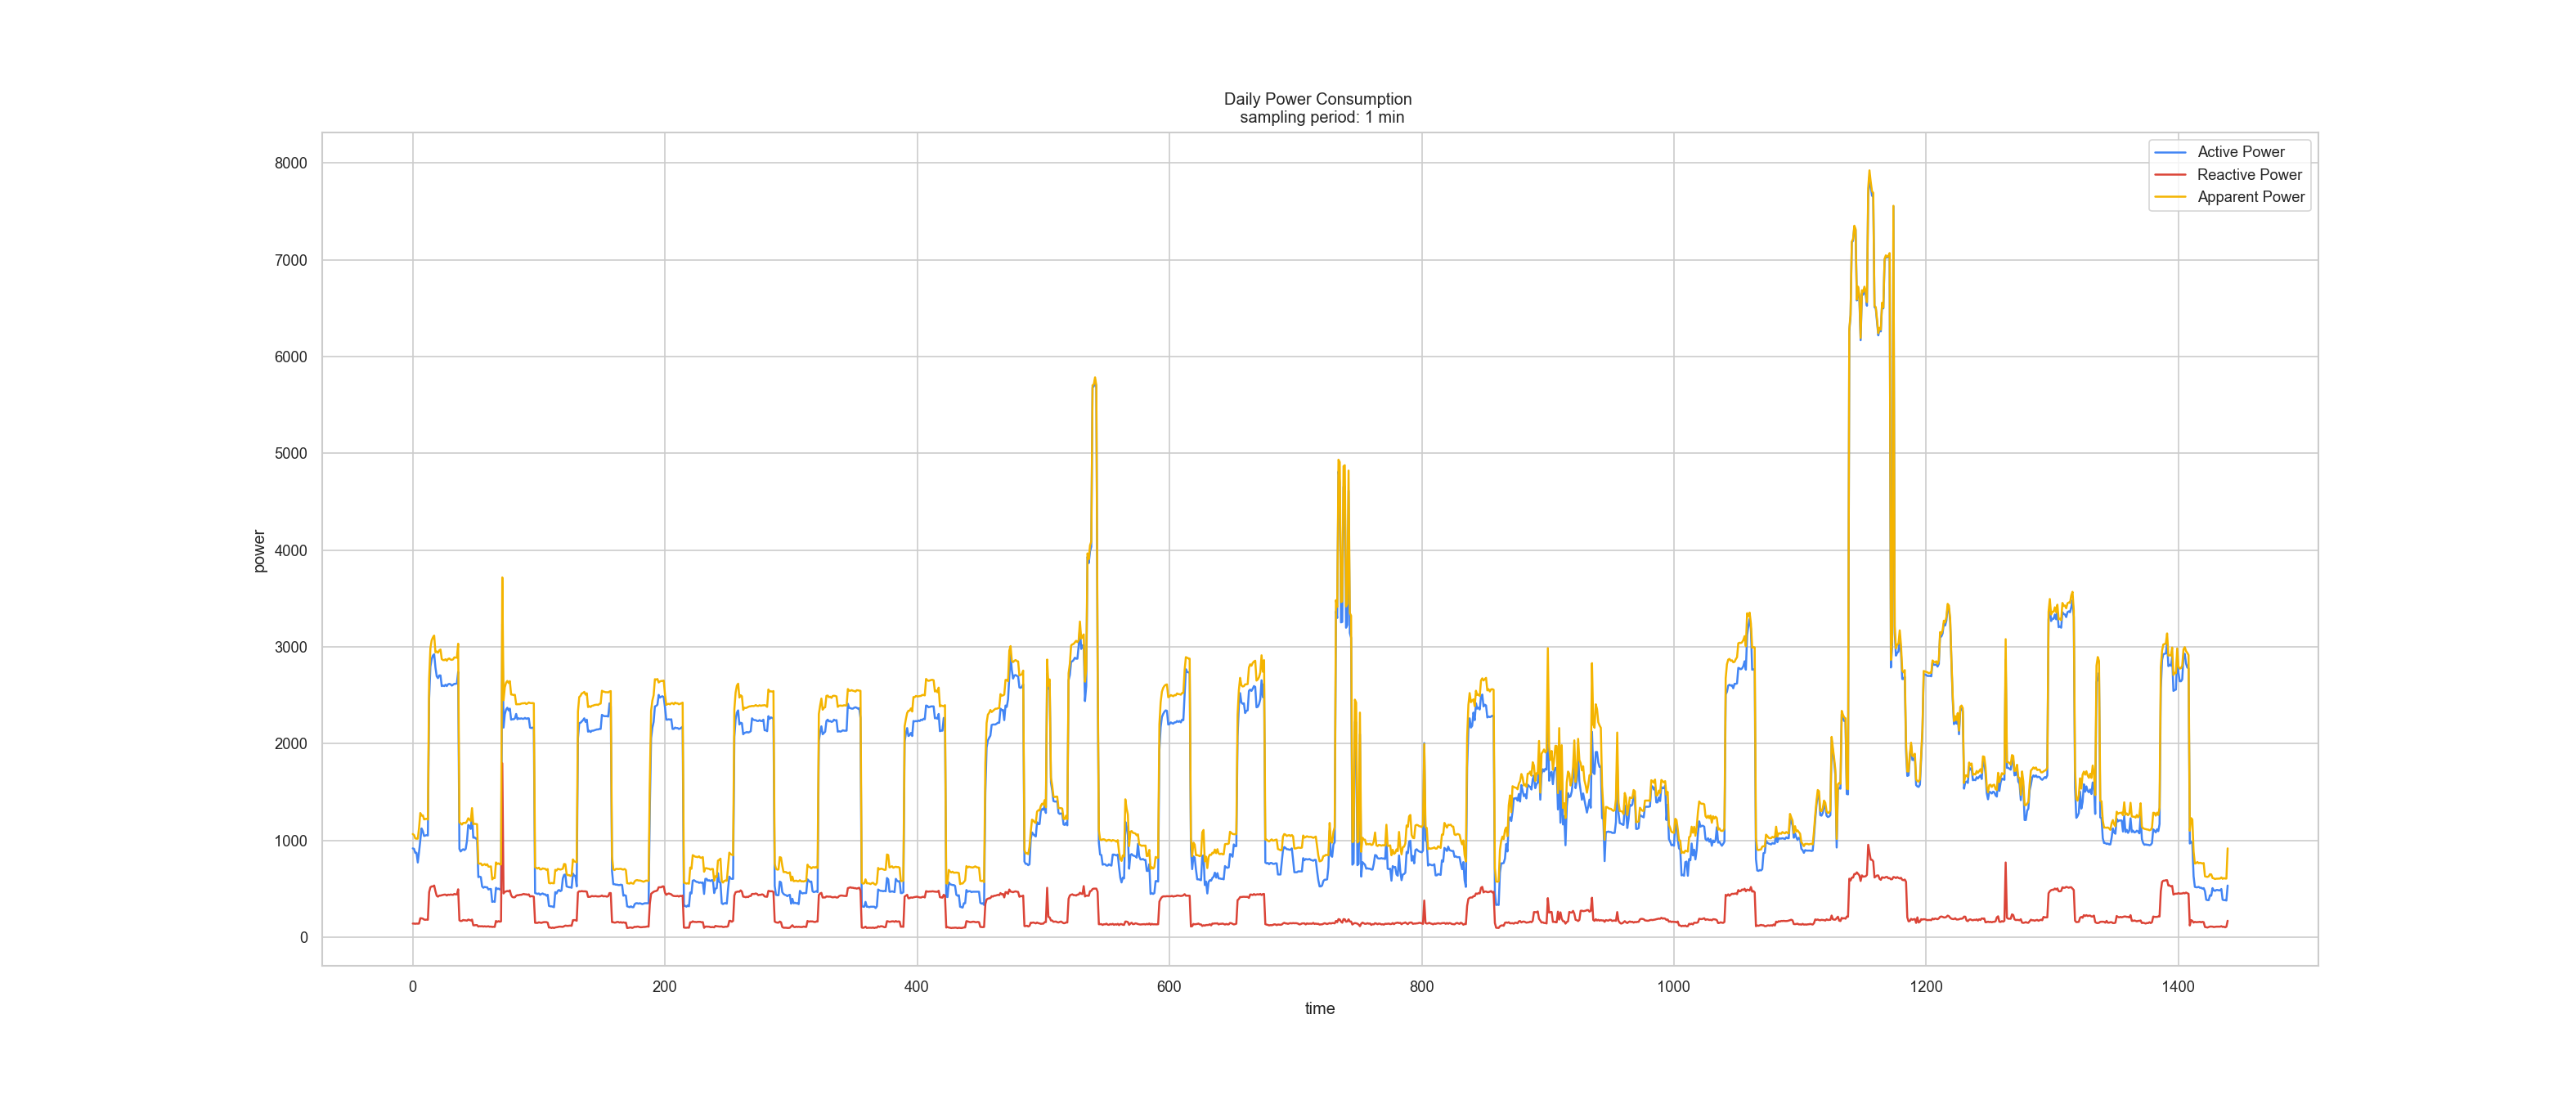 Daily Power Consumption
sampling period: 1 min
Active Power
Reactive Power
Apparent Power
8000
7000
6000
5000
4000
3000
2000
1000
0
power
0 200 400 600 800 1000 1200 1400
time